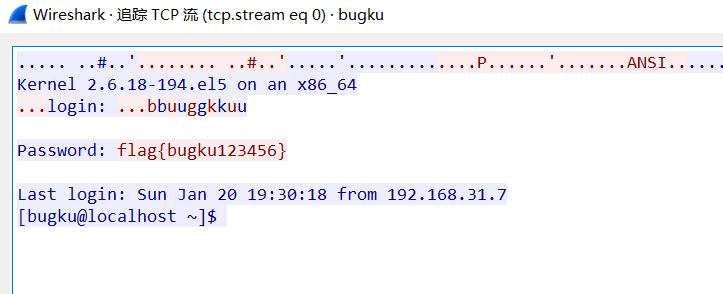 Wireshark · 追踪 TCP 流 (tcp.stream eq 0) · bugku
..... ..#..'........ ..#..'.....'.............P......'.......ANSI......
Kernel 2.6.18-194.el5 on an x86_64
...login: ...bbuuggkkuu
Password: flag{bugku123456}
Last login: Sun Jan 20 19:30:18 from 192.168.31.7
[bugku@localhost ~]$